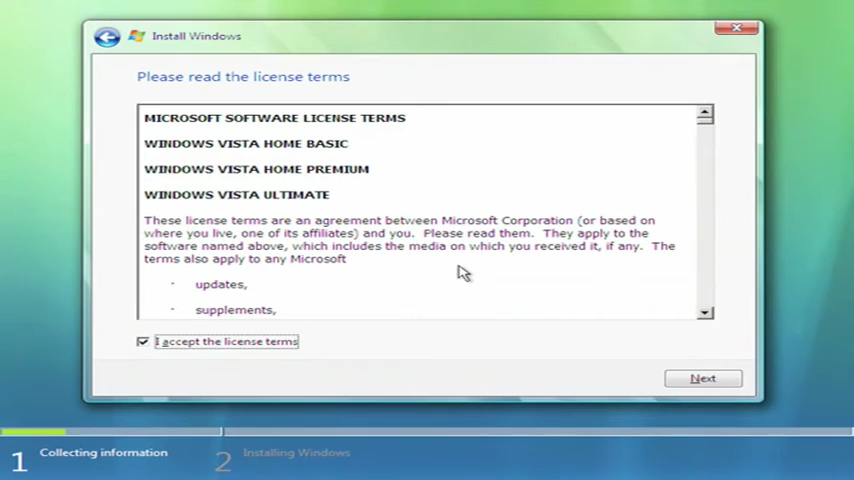 Install Windows
Please read the license terms
MICROSOFT SOFTWARE LICENSE TERMS
WINDOWS VISTA HOME BASIC
WINDOWS VISTA HOME PREMIUM
WINDOWS VISTA ULTIMATE
These license terms are an agreement between Microsoft Corporation (or based on
where you live, one of its affiliates) and you. Please read them. They apply to the
software named above, which includes the media on which you received it, if any. The
terms also apply to any Microsoft
· updates,
· supplements,
I accept the license terms
Next
1 Collecting information
2 Installing Windows